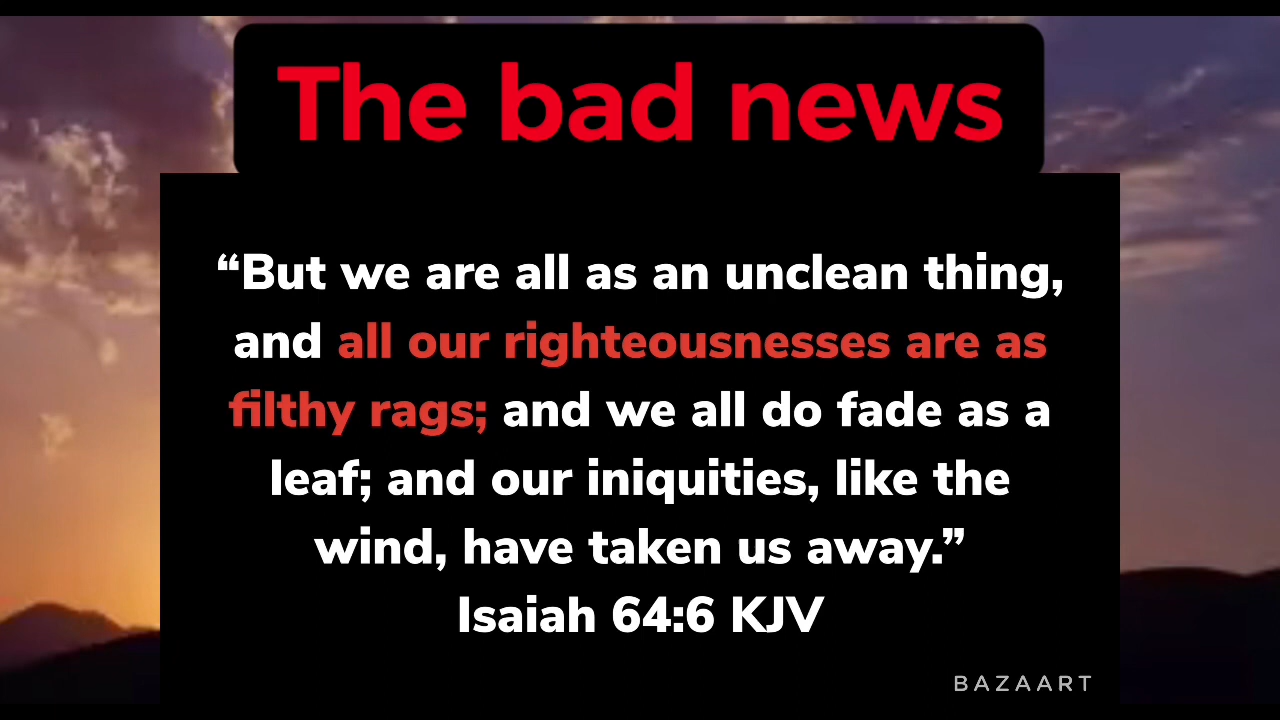 The bad news
“But we are all as an unclean thing,
and all our righteousnesses are as
filthy rags; and we all do fade as a
leaf; and our iniquities, like the
wind, have taken us away.”
Isaiah 64:6 KJV
BAZAART